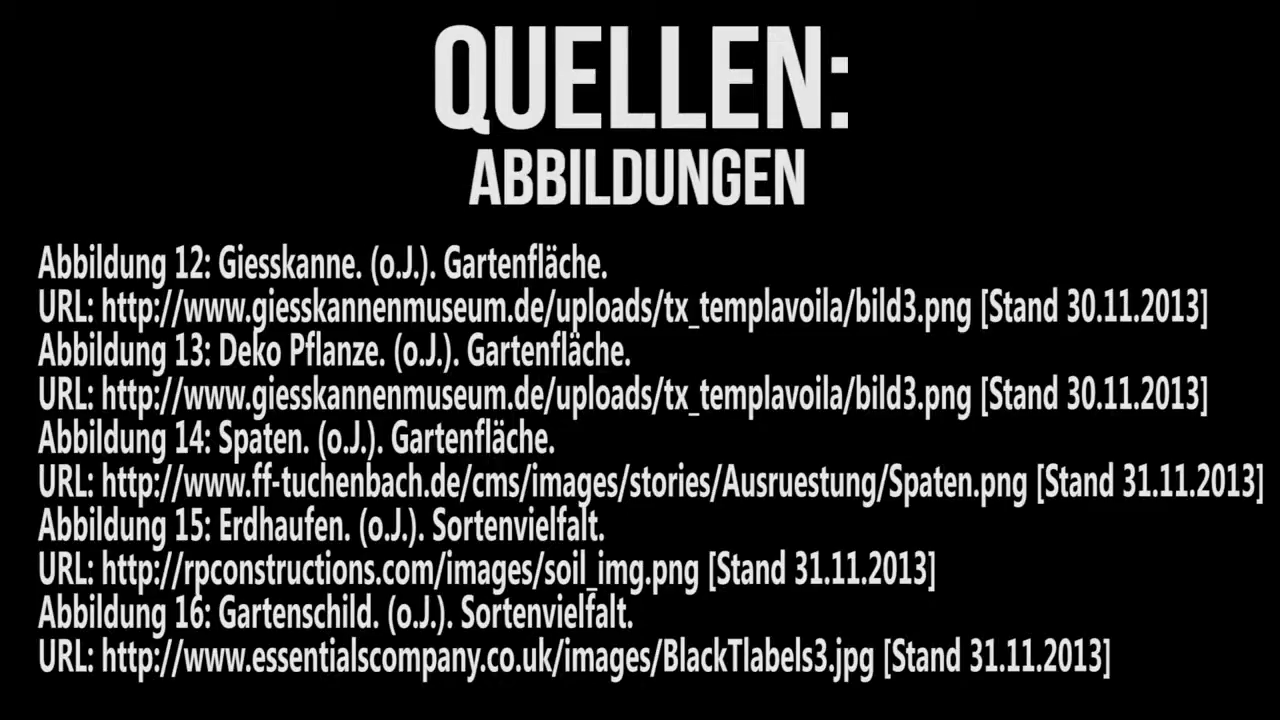 QUELLEN:
ABBILDUNGEN
Abbildung 12: Giesskanne. (o.J.). Gartenfläche.
URL: http://www.giesskannenmuseum.de/uploads/tx_templavoila/bild3.png [Stand 30.11.2013]
Abbildung 13: Deko Pflanze. (o.J.). Gartenfläche.
URL: http://www.giesskannenmuseum.de/uploads/tx_templavoila/bild3.png [Stand 30.11.2013]
Abbildung 14: Spaten. (o.J.). Gartenfläche.
URL: http://www.ff-tuchenbach.de/cms/images/stories/Ausruestung/Spaten.png [Stand 31.11.2013]
Abbildung 15: Erdhaufen. (o.J.). Sortenvielfalt.
URL: http://rpconstructions.com/images/soil_img.png [Stand 31.11.2013]
Abbildung 16: Gartenschild. (o.J.). Sortenvielfalt.
URL: http://www.essentialscompany.co.uk/images/BlackTlabels3.jpg [Stand 31.11.2013]